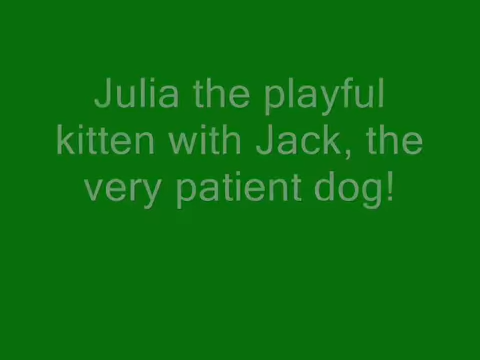 Julia the playful
kitten with Jack, the
very patient dog!